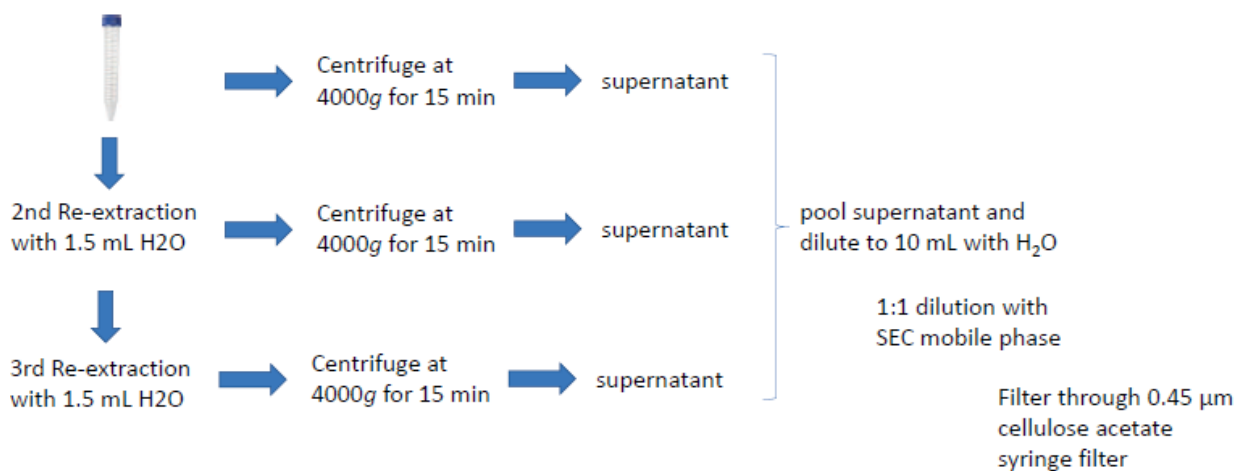 Centrifuge at
4000g for 15 min
supernatant
2nd Re-extraction
with 1.5 mL H2O
Centrifuge at
4000g for 15 min
supernatant
pool supernatant and
dilute to 10 mL with H₂O
1:1 dilution with
SEC mobile phase
3rd Re-extraction
with 1.5 mL H2O
Centrifuge at
4000g for 15 min
supernatant
Filter through 0.45 µm
cellulose acetate
syringe filter